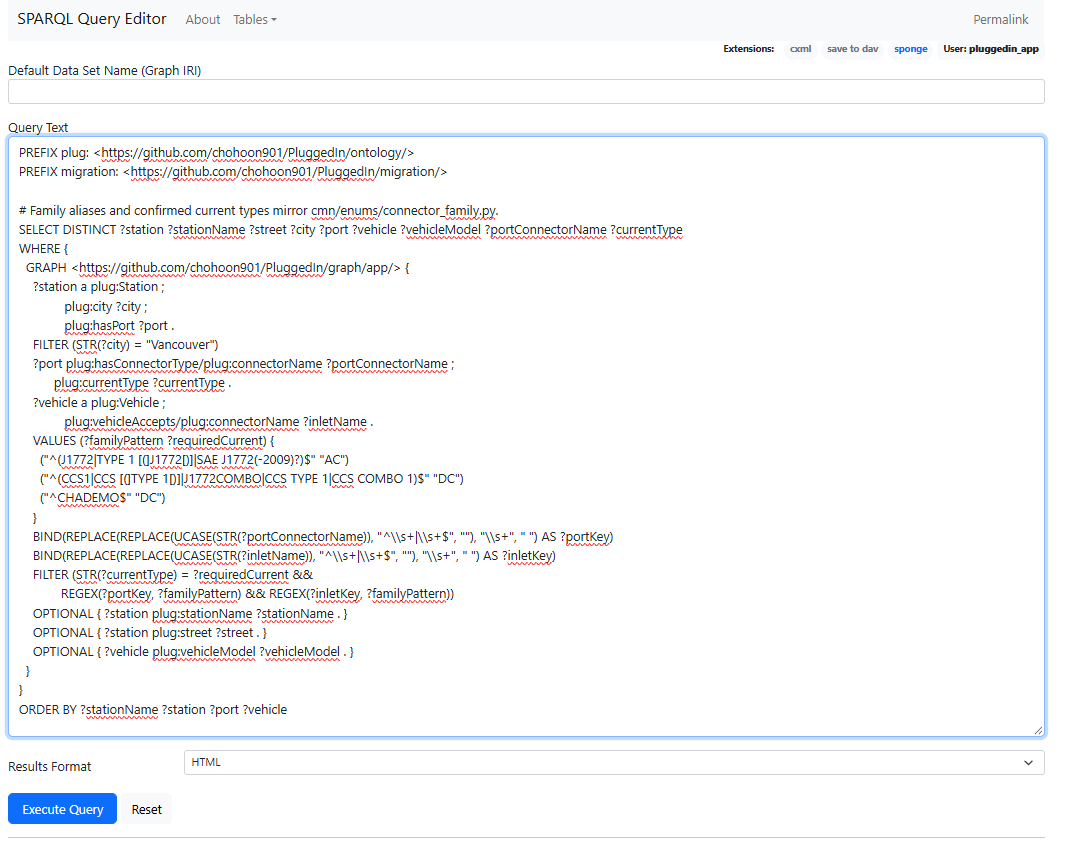 SPARQL Query Editor About Tables Permalink
Extensions: cxml save to dav sponge User: pluggedin_app
Default Data Set Name (Graph IRI)
Query Text
PREFIX plug: <https://github.com/chohoon901/PluggedIn/ontology/>
PREFIX migration: <https://github.com/chohoon901/PluggedIn/migration/>
# Family aliases and confirmed current types mirror cmn/enums/connector_family.py.
SELECT DISTINCT ?station ?stationName ?street ?city ?port ?vehicle ?vehicleModel ?portConnectorName ?currentType
WHERE {
GRAPH <https://github.com/chohoon901/PluggedIn/graph/app/> {
?station a plug:Station ;
plug:city ?city ;
plug:hasPort ?port .
FILTER (STR(?city) = "Vancouver")
?port plug:hasConnectorType/plug:connectorName ?portConnectorName ;
plug:currentType ?currentType .
?vehicle a plug:Vehicle ;
plug:vehicleAccepts/plug:connectorName ?inletName .
VALUES (?familyPattern ?requiredCurrent) {
("^(J1772|TYPE 1 [(]J1772[)]|SAE J1772(-2009)?)$" "AC")
("^(CCS1|CCS [(]TYPE 1[)]|J1772COMBO|CCS TYPE 1|CCS COMBO 1)$" "DC")
("^CHADEMO$" "DC")
}
BIND(REPLACE(REPLACE(UCASE(STR(?portConnectorName)), "^\\s+|\\s+$", ""), "\\s+", " ") AS ?portKey)
BIND(REPLACE(REPLACE(UCASE(STR(?inletName)), "^\\s+|\\s+$", ""), "\\s+", " ") AS ?inletKey)
FILTER (STR(?currentType) = ?requiredCurrent &&
REGEX(?portKey, ?familyPattern) && REGEX(?inletKey, ?familyPattern))
OPTIONAL { ?station plug:stationName ?stationName . }
OPTIONAL { ?station plug:street ?street . }
OPTIONAL { ?vehicle plug:vehicleModel ?vehicleModel . }
}
}
ORDER BY ?stationName ?station ?port ?vehicle
Results Format HTML
Execute Query Reset